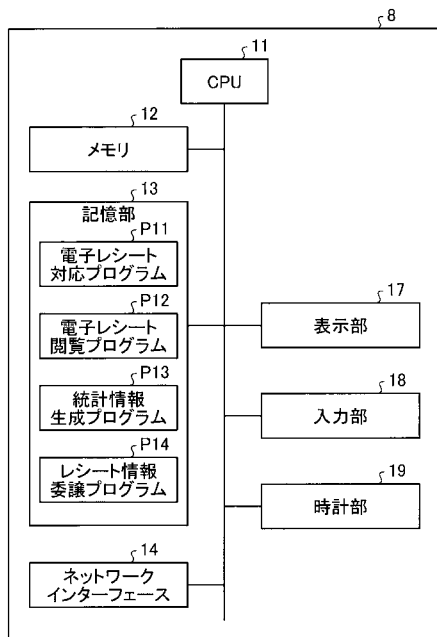 8
11
CPU
12
メモリ
13
記憶部
P11
電子レシート
対応プログラム
P12
電子レシート
閲覧プログラム
P13
統計情報
生成プログラム
P14
レシート情報
委譲プログラム
17
表示部
18
入力部
19
時計部
14
ネットワーク
インターフェース